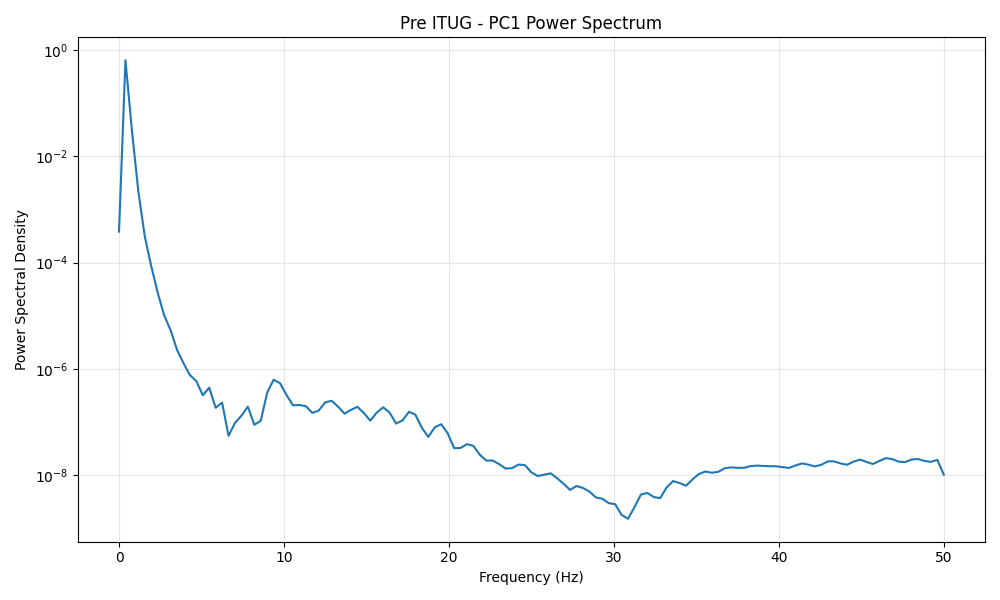 Pre ITUG - PC1 Power Spectrum
Power Spectral Density
10⁰
10⁻²
10⁻⁴
10⁻⁶
10⁻⁸
0 10 20 30 40 50
Frequency (Hz)